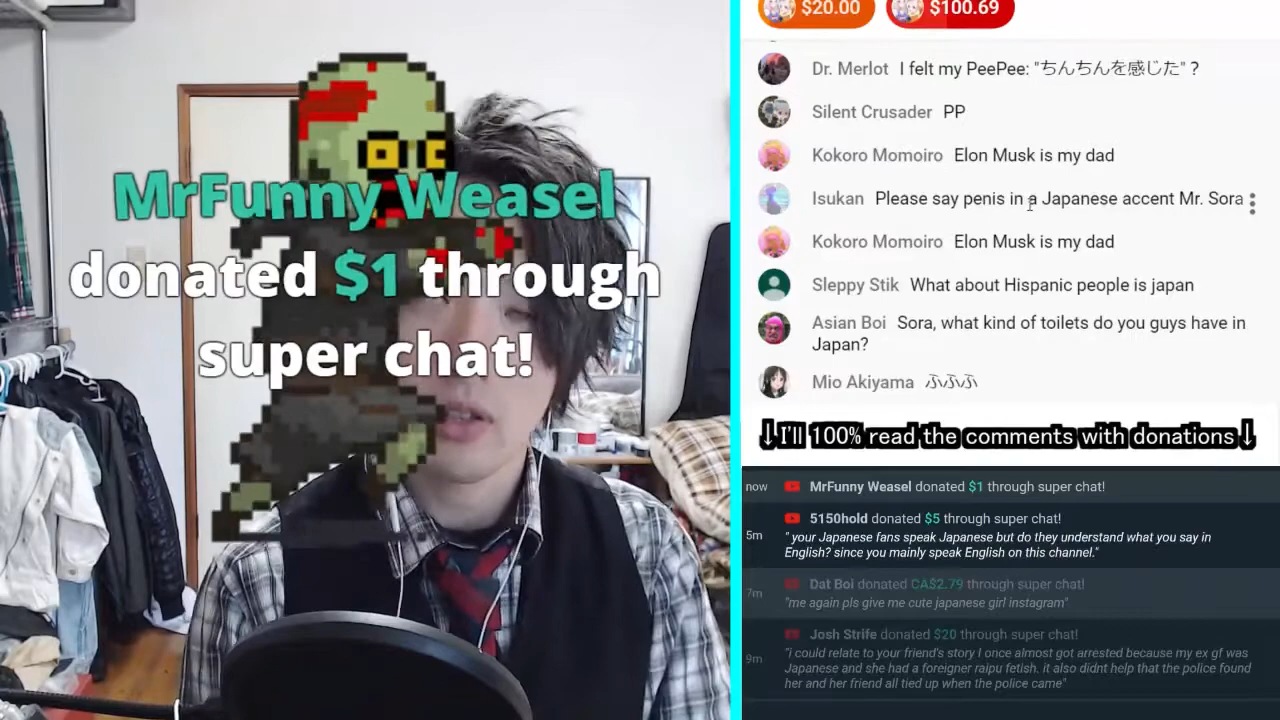 MrFunny Weasel
donated $1 through
super chat!
$20.00
$100.69
Dr. Merlot I felt my PeePee: "ちんちんを感じた" ?
Silent Crusader PP
Kokoro Momoiro Elon Musk is my dad
Isukan Please say penis in a Japanese accent Mr. Sora
Kokoro Momoiro Elon Musk is my dad
Sleppy Stik What about Hispanic people is japan
Asian Boi Sora, what kind of toilets do you guys have in
Japan?
Mio Akiyama ふふふ
↓I'll 100% read the comments with donations↓
now MrFunny Weasel donated $1 through super chat!
5150hold donated $5 through super chat!
5m
" your Japanese fans speak Japanese but do they understand what you say in
English? since you mainly speak English on this channel."
Dat Boi donated CA$2.79 through super chat!
7m
"me again pls give me cute japanese girl instagram"
Josh Strife donated $20 through super chat!
9m
"i could relate to your friend's story I once almost got arrested because my ex gf was
Japanese and she had a foreigner raipu fetish. it also didnt help that the police found
her and her friend all tied up when the police came"